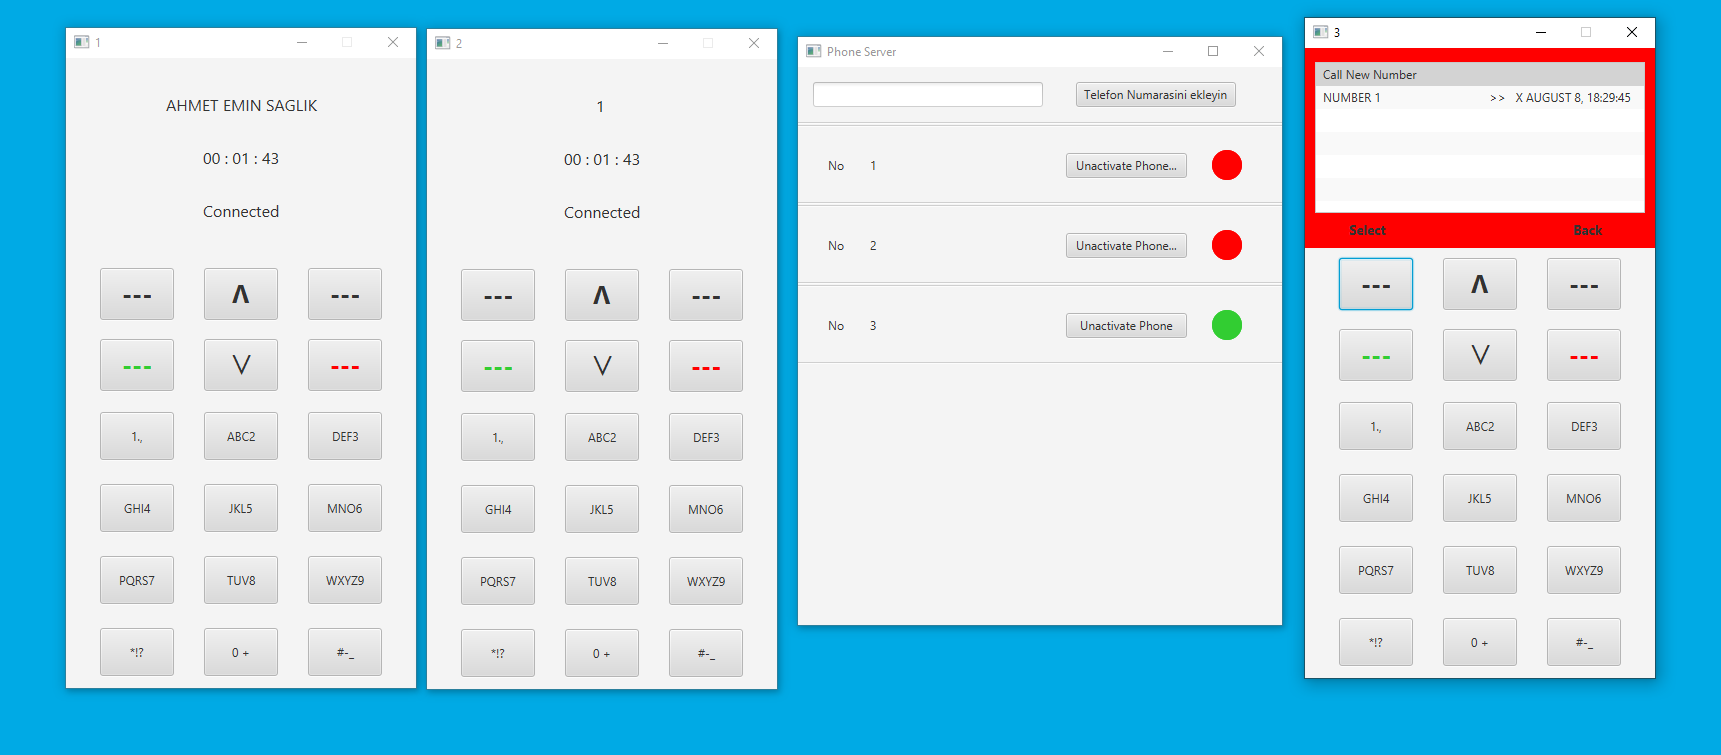 1
AHMET EMIN SAGLIK
00 : 01 : 43
Connected
--- Λ ---
--- V ---
1., ABC2 DEF3
GHI4 JKL5 MNO6
PQRS7 TUV8 WXYZ9
*!? 0 + #-_
2
1
00 : 01 : 43
Connected
--- Λ ---
--- V ---
1., ABC2 DEF3
GHI4 JKL5 MNO6
PQRS7 TUV8 WXYZ9
*!? 0 + #-_
Phone Server
Telefon Numarasini ekleyin
No 1 Unactivate Phone...
No 2 Unactivate Phone...
No 3 Unactivate Phone
3
Call New Number
NUMBER 1 >> X AUGUST 8, 18:29:45
Select Back
--- Λ ---
--- V ---
1., ABC2 DEF3
GHI4 JKL5 MNO6
PQRS7 TUV8 WXYZ9
*!? 0 + #-_